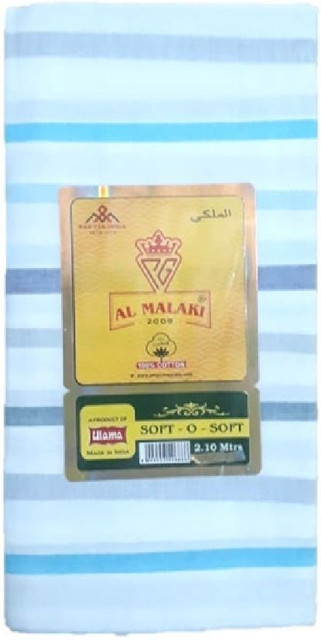 الملكي
AL MALAKI ®
2009
100% COTTON
A PRODUCT OF
Ulama
MADE IN INDIA
SOFT - O - SOFT
2.10 Mtrs